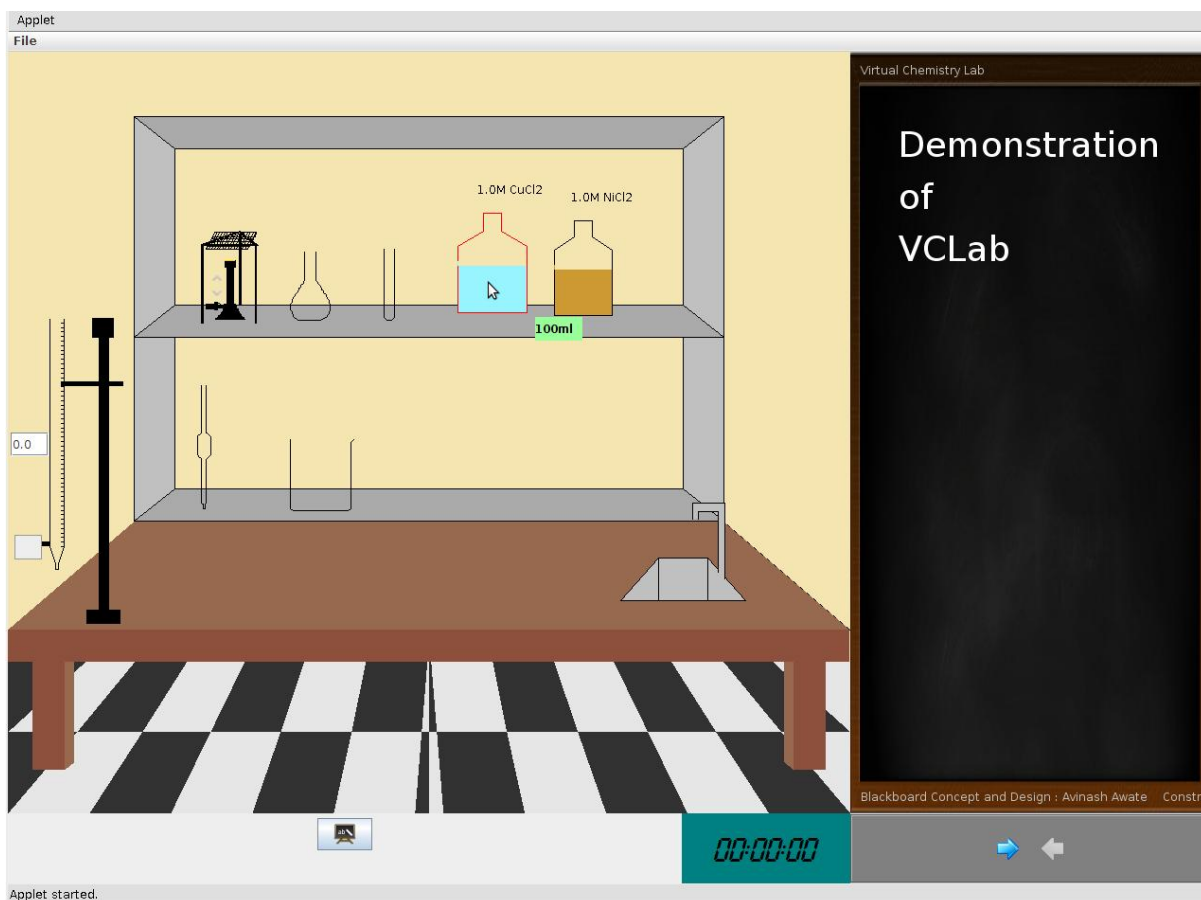 Applet
File
Virtual Chemistry Lab
Demonstration
of
VCLab
1.0M CuCl2
1.0M NiCl2
100ml
0.0
Blackboard Concept and Design : Avinash Awate
00:00:00
Applet started.